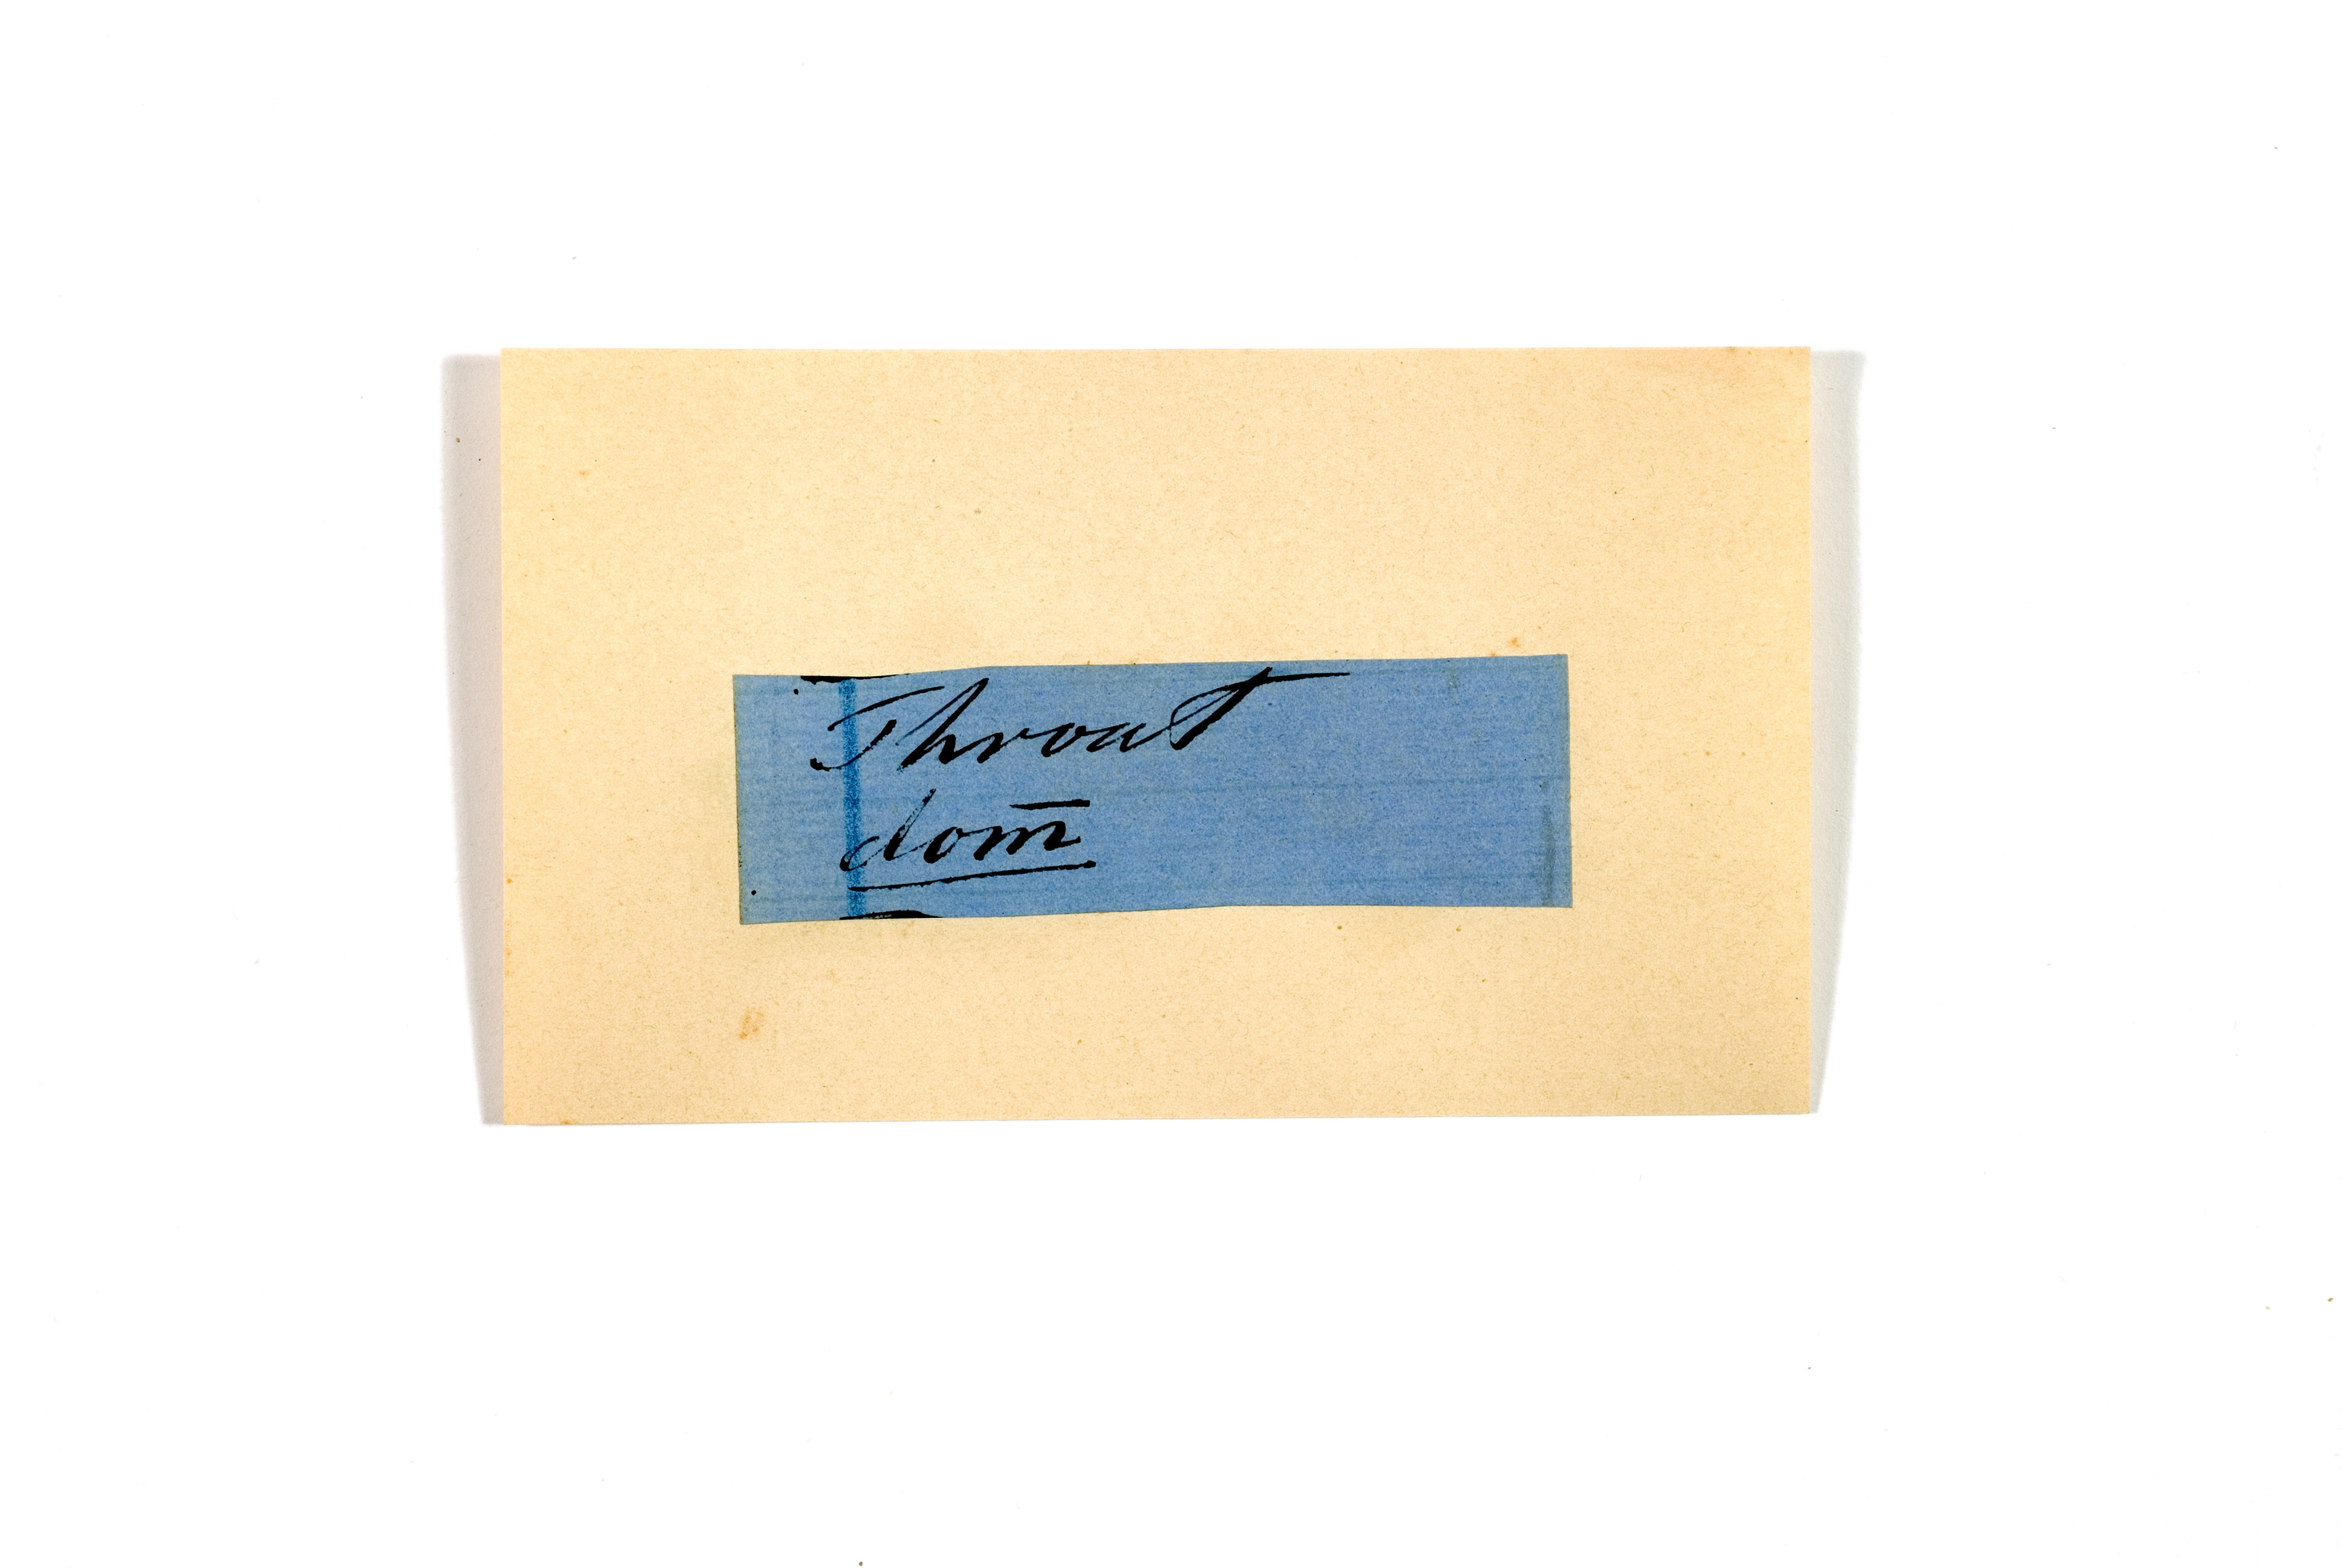 Throat
dom̄